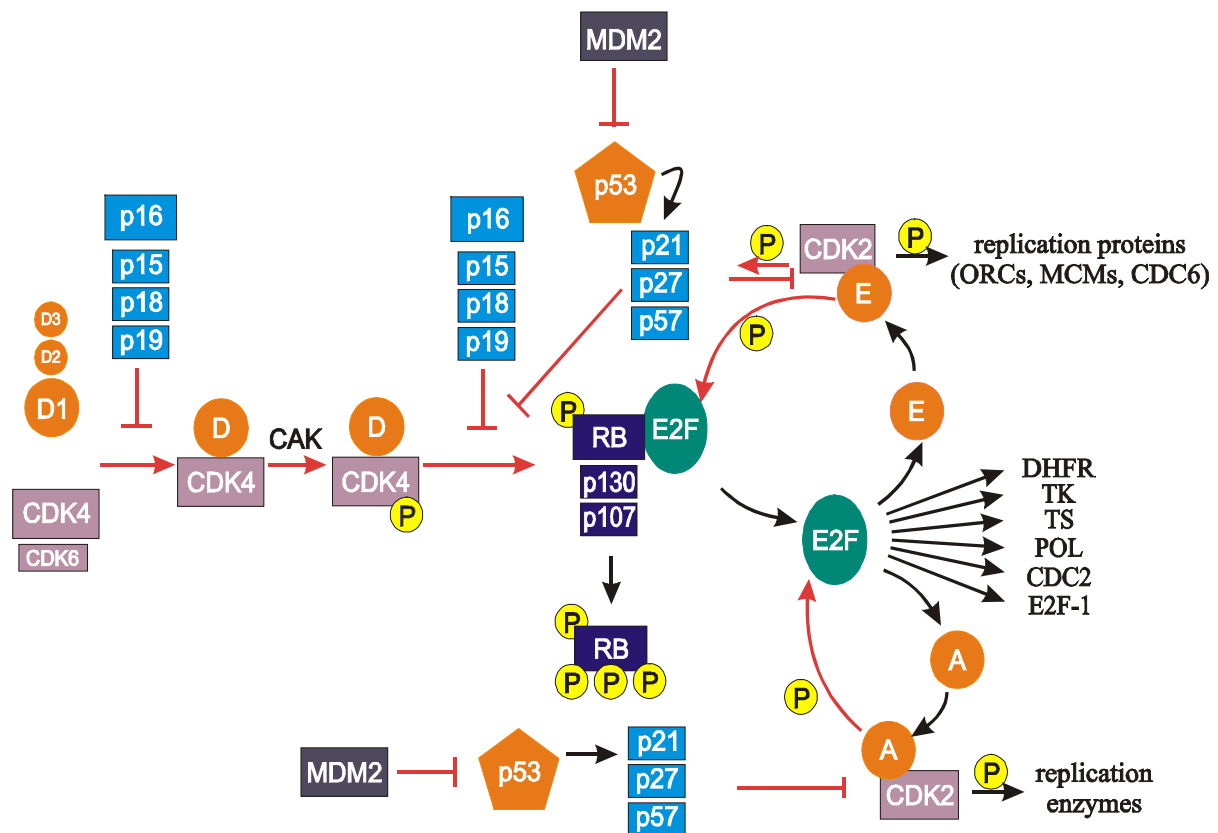 MDM2
p53
p16
p15
p18
p19
p16
p15
p18
p19
p21
p27
p57
P
CDK2
E
P
replication proteins
(ORCs, MCMs, CDC6)
P
D3
D2
D1
CDK4
CDK6
D
CDK4
CAK
D
CDK4
P
P
RB
E2F
p130
p107
E
E2F
DHFR
TK
TS
POL
CDC2
E2F-1
P
RB
P
P
P
A
P
A
CDK2
P
replication
enzymes
MDM2
p53
p21
p27
p57